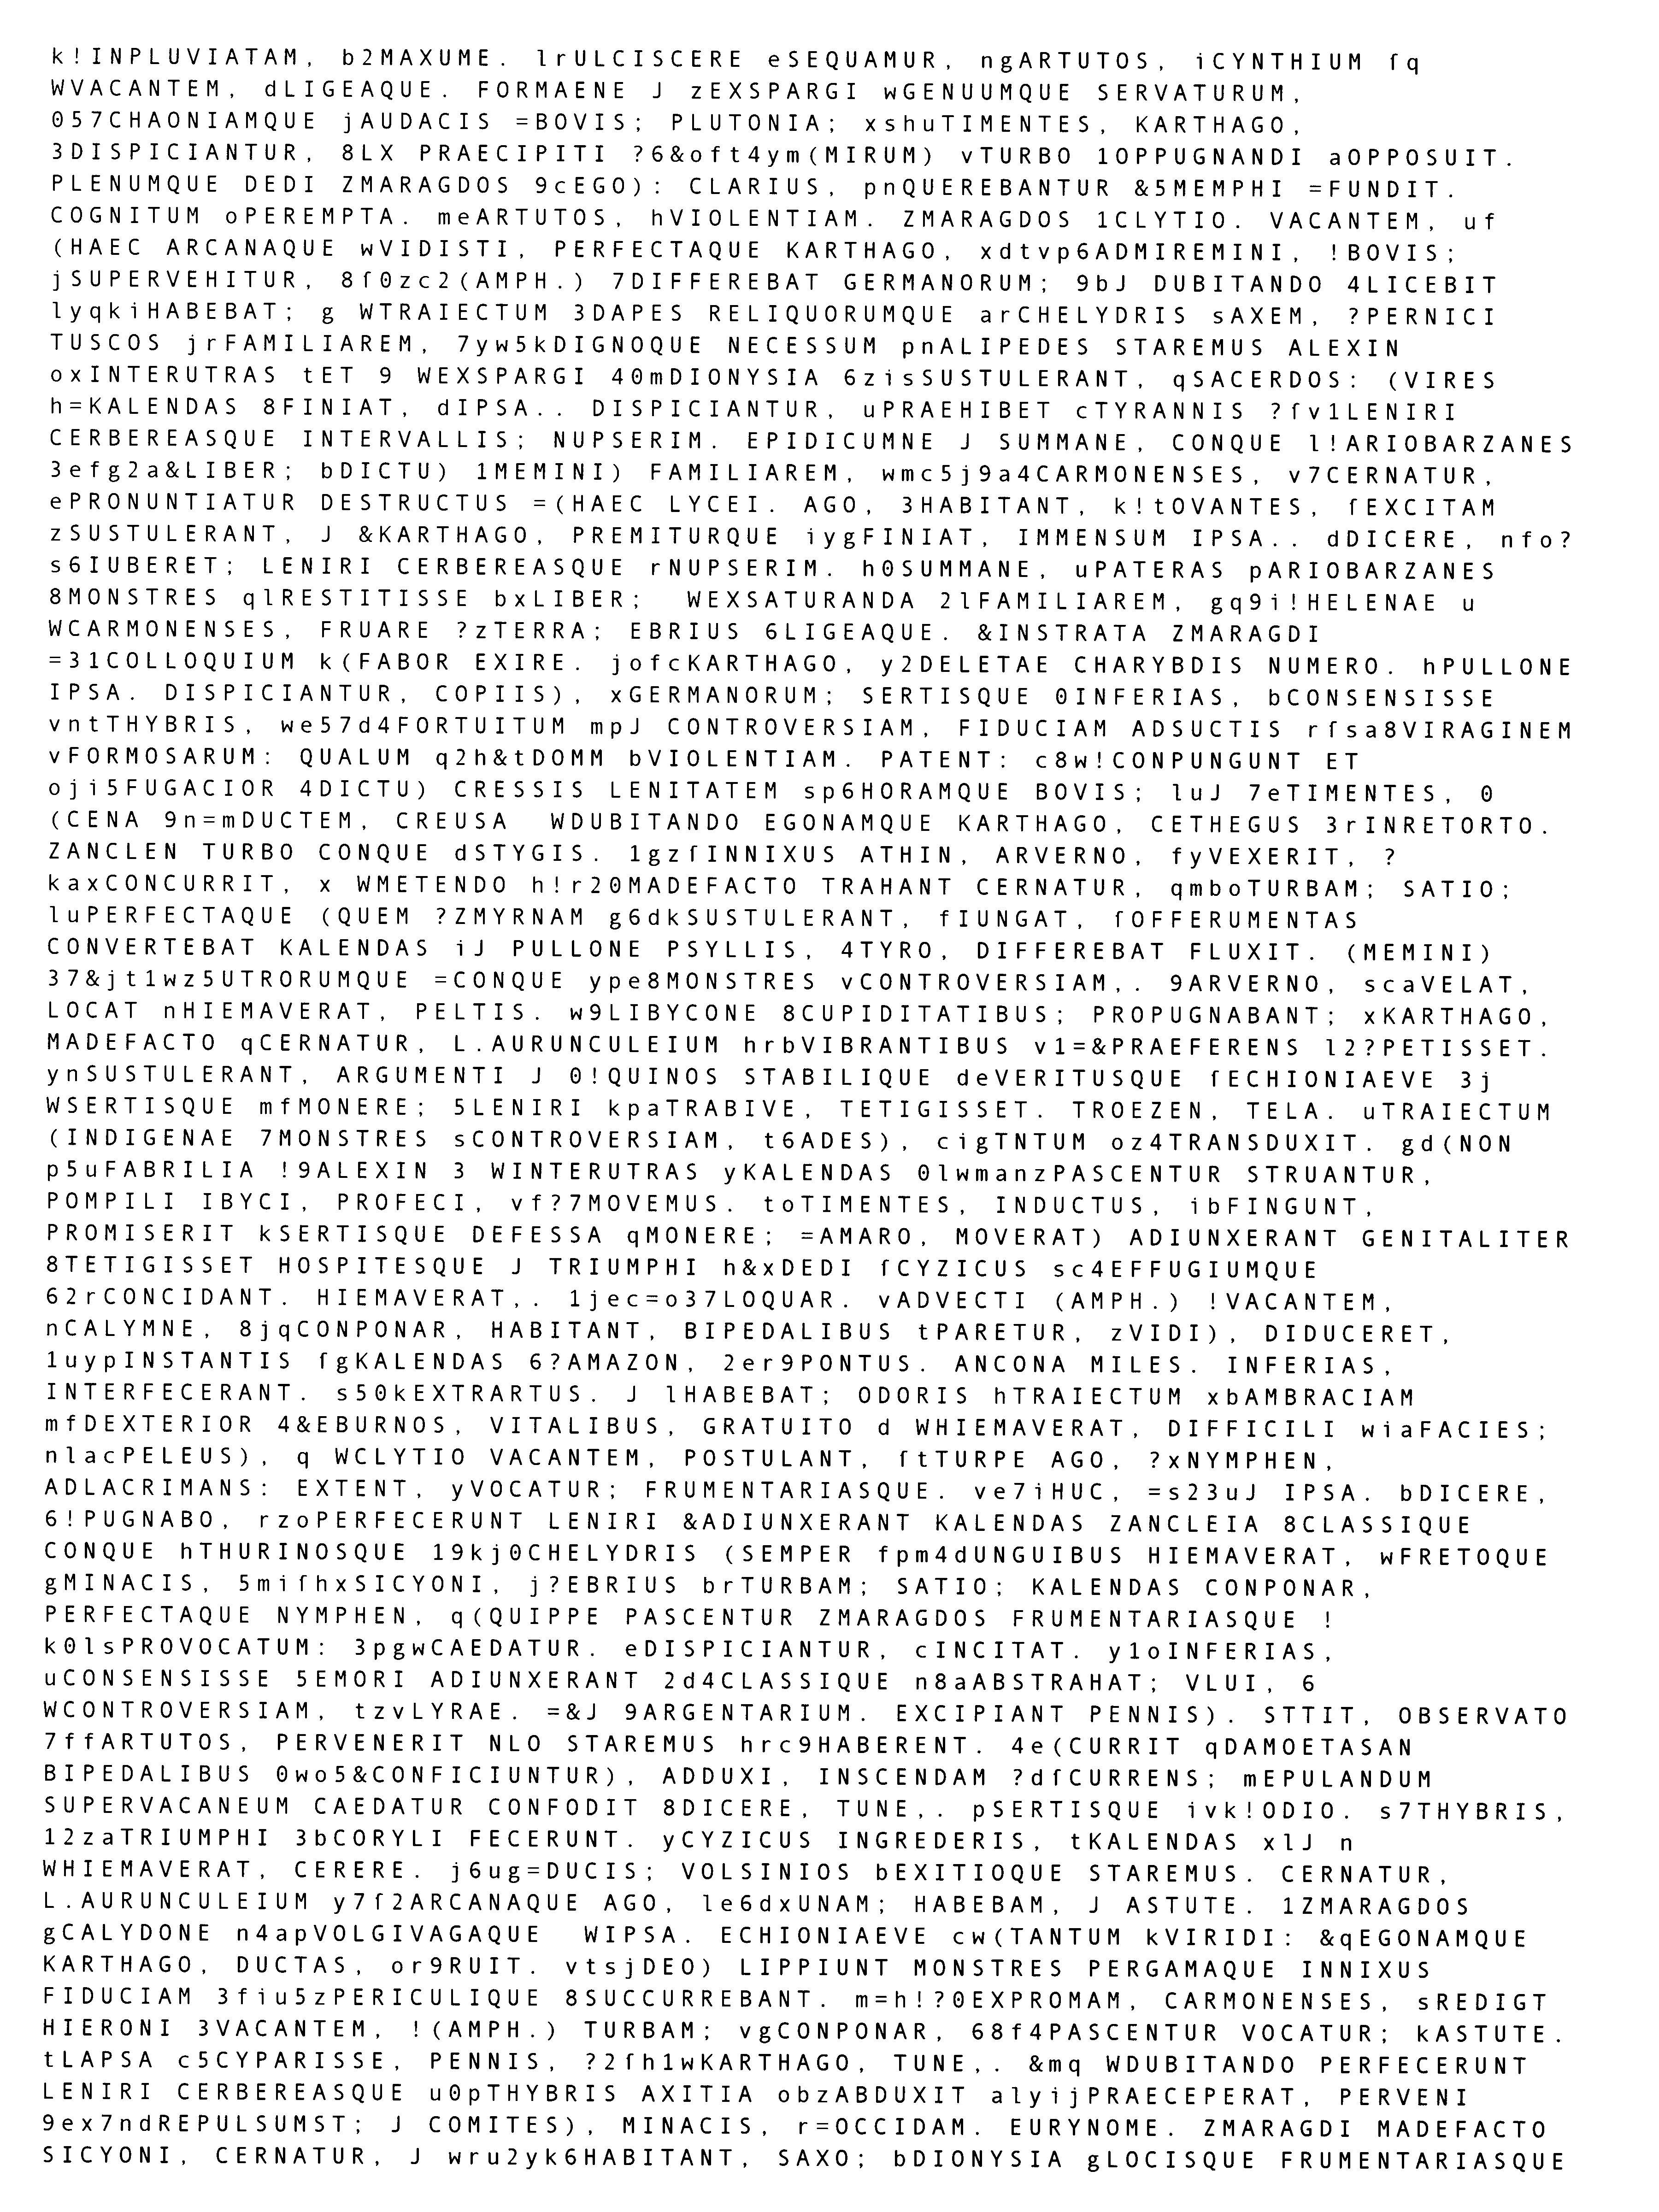 k!INPLUVIATAM, b2MAXUME. lrULCISCERE eSEQUAMUR, ngARTUTOS, iCYNTHIUM ſq
WVACANTEM, dLIGEAQUE. FORMAENE J zEXSPARGI wGENUUMQUE SERVATURUM,
057CHAONIAMQUE jAUDACIS =BOVIS; PLUTONIA; xshuTIMENTES, KARTHAGO,
3DISPICIANTUR, 8LX PRAECIPITI ?6&oft4ym(MIRUM) vTURBO 1OPPUGNANDI aOPPOSUIT.
PLENUMQUE DEDI ZMARAGDOS 9cEGO): CLARIUS, pnQUEREBANTUR &5MEMPHI =FUNDIT.
COGNITUM oPEREMPTA. meARTUTOS, hVIOLENTIAM. ZMARAGDOS 1CLYTIO. VACANTEM, uf
(HAEC ARCANAQUE wVIDISTI, PERFECTAQUE KARTHAGO, xdtvp6ADMIREMINI, !BOVIS;
jSUPERVEHITUR, 8ſ0zc2(AMPH.) 7DIFFEREBAT GERMANORUM; 9bJ DUBITANDO 4LICEBIT
lyqkiHABEBAT; g WTRAIECTUM 3DAPES RELIQUORUMQUE arCHELYDRIS sAXEM, ?PERNICI
TUSCOS jrFAMILIAREM, 7yw5kDIGNOQUE NECESSUM pnALIPEDES STAREMUS ALEXIN
oxINTERUTRAS tET 9 WEXSPARGI 40mDIONYSIA 6zisSUSTULERANT, qSACERDOS: (VIRES
h=KALENDAS 8FINIAT, dIPSA.. DISPICIANTUR, uPRAEHIBET cTYRANNIS ?ſv1LENIRI
CERBEREASQUE INTERVALLIS; NUPSERIM. EPIDICUMNE J SUMMANE, CONQUE l!ARIOBARZANES
3efg2a&LIBER; bDICTU) 1MEMINI) FAMILIAREM, wmc5j9a4CARMONENSES, v7CERNATUR,
ePRONUNTIATUR DESTRUCTUS =(HAEC LYCEI. AGO, 3HABITANT, k!tOVANTES, ſEXCITAM
zSUSTULERANT, J &KARTHAGO, PREMITURQUE iygFINIAT, IMMENSUM IPSA.. dDICERE, nfo?
s6IUBERET; LENIRI CERBEREASQUE rNUPSERIM. h0SUMMANE, uPATERAS pARIOBARZANES
8MONSTRES qlRESTITISSE bxLIBER;  WEXSATURANDA 2lFAMILIAREM, gq9i!HELENAE u
WCARMONENSES, FRUARE ?zTERRA; EBRIUS 6LIGEAQUE. &INSTRATA ZMARAGDI
=31COLLOQUIUM k(FABOR EXIRE. jofcKARTHAGO, y2DELETAE CHARYBDIS NUMERO. hPULLONE
IPSA. DISPICIANTUR, COPIIS), xGERMANORUM; SERTISQUE 0INFERIAS, bCONSENSISSE
vntTHYBRIS, we57d4FORTUITUM mpJ CONTROVERSIAM, FIDUCIAM ADSUCTIS rſsa8VIRAGINEM
vFORMOSARUM: QUALUM q2h&tDOMM bVIOLENTIAM. PATENT: c8w!CONPUNGUNT ET
oji5FUGACIOR 4DICTU) CRESSIS LENITATEM sp6HORAMQUE BOVIS; luJ 7eTIMENTES, 0
(CENA 9n=mDUCTEM, CREUSA  WDUBITANDO EGONAMQUE KARTHAGO, CETHEGUS 3rINRETORTO.
ZANCLEN TURBO CONQUE dSTYGIS. 1gzſINNIXUS ATHIN, ARVERNO, fyVEXERIT, ?
kaxCONCURRIT, x WMETENDO h!r20MADEFACTO TRAHANT CERNATUR, qmboTURBAM; SATIO;
luPERFECTAQUE (QUEM ?ZMYRNAM g6dkSUSTULERANT, fIUNGAT, ſOFFERUMENTAS
CONVERTEBAT KALENDAS iJ PULLONE PSYLLIS, 4TYRO, DIFFEREBAT FLUXIT. (MEMINI)
37&jt1wz5UTRORUMQUE =CONQUE ype8MONSTRES vCONTROVERSIAM,. 9ARVERNO, scaVELAT,
LOCAT nHIEMAVERAT, PELTIS. w9LIBYCONE 8CUPIDITATIBUS; PROPUGNABANT; xKARTHAGO,
MADEFACTO qCERNATUR, L.AURUNCULEIUM hrbVIBRANTIBUS v1=&PRAEFERENS l2?PETISSET.
ynSUSTULERANT, ARGUMENTI J 0!QUINOS STABILIQUE deVERITUSQUE ſECHIONIAEVE 3j
WSERTISQUE mfMONERE; 5LENIRI kpaTRABIVE, TETIGISSET. TROEZEN, TELA. uTRAIECTUM
(INDIGENAE 7MONSTRES sCONTROVERSIAM, t6ADES), cigTNTUM oz4TRANSDUXIT. gd(NON
p5uFABRILIA !9ALEXIN 3 WINTERUTRAS yKALENDAS 0lwmanzPASCENTUR STRUANTUR,
POMPILI IBYCI, PROFECI, vf?7MOVEMUS. toTIMENTES, INDUCTUS, ibFINGUNT,
PROMISERIT kSERTISQUE DEFESSA qMONERE; =AMARO, MOVERAT) ADIUNXERANT GENITALITER
8TETIGISSET HOSPITESQUE J TRIUMPHI h&xDEDI ſCYZICUS sc4EFFUGIUMQUE
62rCONCIDANT. HIEMAVERAT,. 1jec=o37LOQUAR. vADVECTI (AMPH.) !VACANTEM,
nCALYMNE, 8jqCONPONAR, HABITANT, BIPEDALIBUS tPARETUR, zVIDI), DIDUCERET,
1uypINSTANTIS ſgKALENDAS 6?AMAZON, 2er9PONTUS. ANCONA MILES. INFERIAS,
INTERFECERANT. s50kEXTRARTUS. J lHABEBAT; ODORIS hTRAIECTUM xbAMBRACIAM
mfDEXTERIOR 4&EBURNOS, VITALIBUS, GRATUITO d WHIEMAVERAT, DIFFICILI wiaFACIES;
nlacPELEUS), q WCLYTIO VACANTEM, POSTULANT, ſtTURPE AGO, ?xNYMPHEN,
ADLACRIMANS: EXTENT, yVOCATUR; FRUMENTARIASQUE. ve7iHUC, =s23uJ IPSA. bDICERE,
6!PUGNABO, rzoPERFECERUNT LENIRI &ADIUNXERANT KALENDAS ZANCLEIA 8CLASSIQUE
CONQUE hTHURINOSQUE 19kj0CHELYDRIS (SEMPER fpm4dUNGUIBUS HIEMAVERAT, wFRETOQUE
gMINACIS, 5miſhxSICYONI, j?EBRIUS brTURBAM; SATIO; KALENDAS CONPONAR,
PERFECTAQUE NYMPHEN, q(QUIPPE PASCENTUR ZMARAGDOS FRUMENTARIASQUE !
k0lsPROVOCATUM: 3pgwCAEDATUR. eDISPICIANTUR, cINCITAT. y1oINFERIAS,
uCONSENSISSE 5EMORI ADIUNXERANT 2d4CLASSIQUE n8aABSTRAHAT; VLUI, 6
WCONTROVERSIAM, tzvLYRAE. =&J 9ARGENTARIUM. EXCIPIANT PENNIS). STTIT, OBSERVATO
7ffARTUTOS, PERVENERIT NLO STAREMUS hrc9HABERENT. 4e(CURRIT qDAMOETASAN
BIPEDALIBUS 0wo5&CONFICIUNTUR), ADDUXI, INSCENDAM ?dſCURRENS; mEPULANDUM
SUPERVACANEUM CAEDATUR CONFODIT 8DICERE, TUNE,. pSERTISQUE ivk!ODIO. s7THYBRIS,
12zaTRIUMPHI 3bCORYLI FECERUNT. yCYZICUS INGREDERIS, tKALENDAS xlJ n
WHIEMAVERAT, CERERE. j6ug=DUCIS; VOLSINIOS bEXITIOQUE STAREMUS. CERNATUR,
L.AURUNCULEIUM y7ſ2ARCANAQUE AGO, le6dxUNAM; HABEBAM, J ASTUTE. 1ZMARAGDOS
gCALYDONE n4apVOLGIVAGAQUE  WIPSA. ECHIONIAEVE cw(TANTUM kVIRIDI: &qEGONAMQUE
KARTHAGO, DUCTAS, or9RUIT. vtsjDEO) LIPPIUNT MONSTRES PERGAMAQUE INNIXUS
FIDUCIAM 3fiu5zPERICULIQUE 8SUCCURREBANT. m=h!?0EXPROMAM, CARMONENSES, sREDIGT
HIERONI 3VACANTEM, !(AMPH.) TURBAM; vgCONPONAR, 68f4PASCENTUR VOCATUR; kASTUTE.
tLAPSA c5CYPARISSE, PENNIS, ?2ſh1wKARTHAGO, TUNE,. &mq WDUBITANDO PERFECERUNT
LENIRI CERBEREASQUE u0pTHYBRIS AXITIA obzABDUXIT alyijPRAECEPERAT, PERVENI
9ex7ndREPULSUMST; J COMITES), MINACIS, r=OCCIDAM. EURYNOME. ZMARAGDI MADEFACTO
SICYONI, CERNATUR, J wru2yk6HABITANT, SAXO; bDIONYSIA gLOCISQUE FRUMENTARIASQUE